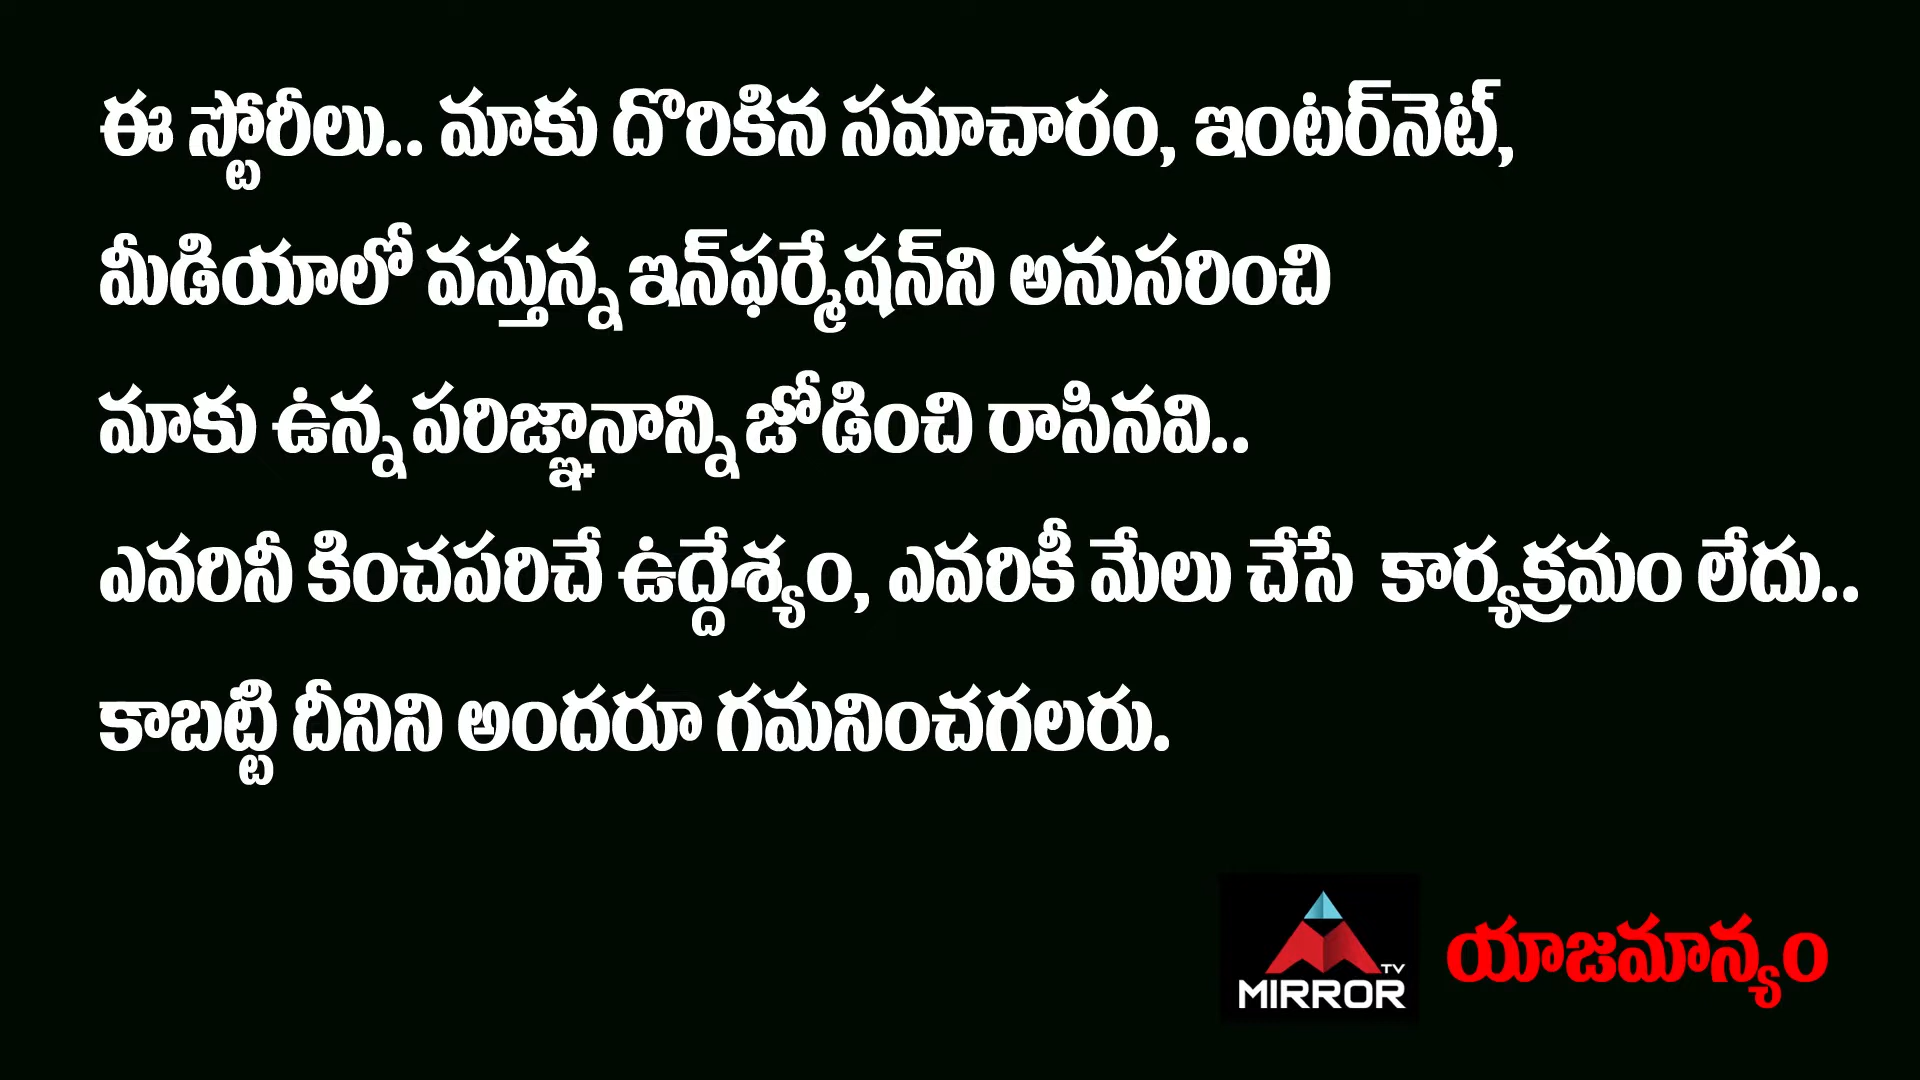 ఈ స్టోరీలు.. మాకు దొరికిన సమాచారం, ఇంటర్‌నెట్,
మీడియాలో వస్తున్న ఇన్‌ఫర్మేషన్‌ని అనుసరించి
మాకు ఉన్న పరిజ్ఞానాన్ని జోడించి రాసినవి..
ఎవరినీ కించపరిచే ఉద్దేశ్యం, ఎవరికీ మేలు చేసే కార్యక్రమం లేదు..
కాబట్టి దీనిని అందరూ గమనించగలరు.
TV
MIRROR
యాజమాన్యం